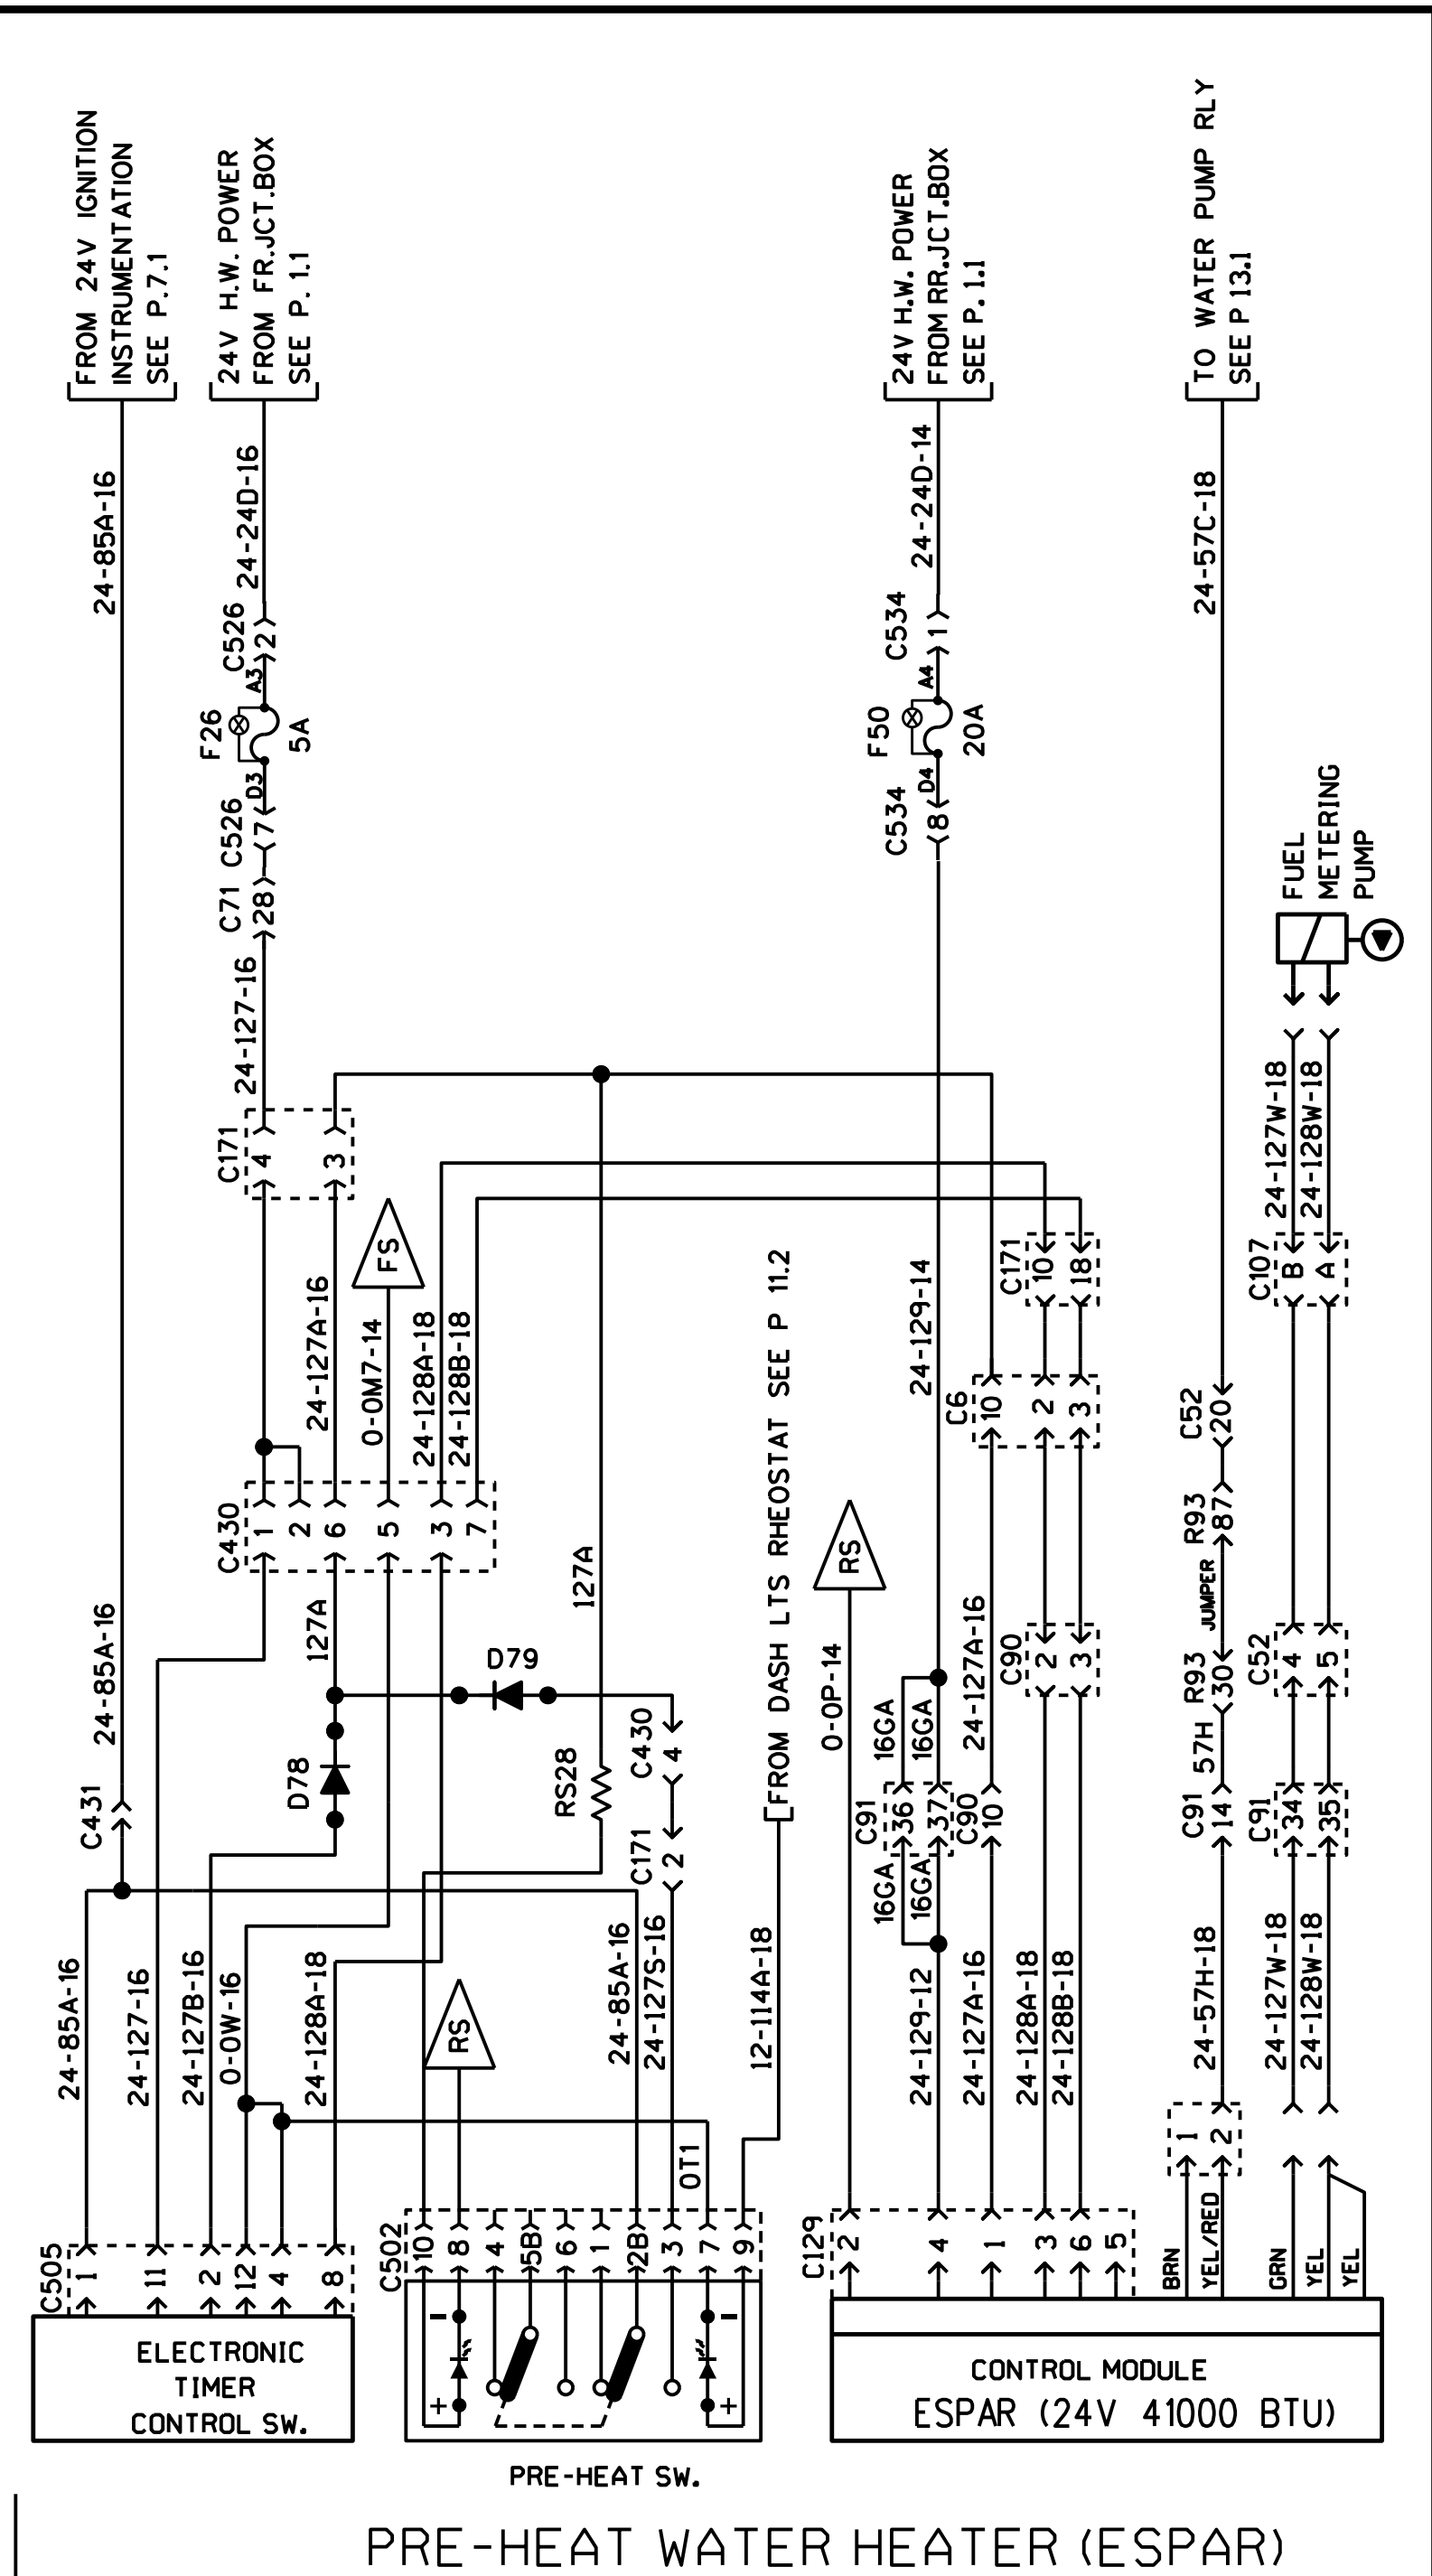 FROM 24V IGNITION
INSTRUMENTATION
SEE P.7.1
24V H.W. POWER
FROM FR.JCT.BOX
SEE P. 1.1
24V H.W. POWER
FROM RR.JCT.BOX
SEE P. 1.1
TO WATER PUMP RLY
SEE P 13.1
24-85A-16
24-24D-16
24-24D-14
24-57C-18
C526
2
A3
F26
5A
D3
C526
7
C71
28
24-127-16
C534
1
A4
F50
20A
D4
C534
8
FUEL
METERING
PUMP
C171
4
3
FS
24-127A-16
0-0M7-14
24-128A-18
24-128B-18
FROM DASH LTS RHEOSTAT SEE P 11.2
24-129-14
C171
10
18
C107
B
A
24-127W-18
24-128W-18
C6
10
2
3
C52
20
R93
87
JUMPER
R93
30
57H
C430
1
2
6
5
3
7
127A
127A
RS
0-0P-14
24-85A-16
D79
D78
RS28
C430
4
C171
2
C431
16GA
16GA
24-127A-16
C90
2
3
C52
4
5
C91
36
37
C90
10
C91
14
C91
34
35
16GA
16GA
24-85A-16
24-127-16
24-127B-16
0-0W-16
24-128A-18
RS
24-85A-16
24-127S-16
12-114A-18
0T1
24-129-12
24-127A-16
24-128A-18
24-128B-18
24-57H-18
24-127W-18
24-128W-18
1
2
C505
1
11
2
12
4
8
C502
10
8
4
5B
6
1
2B
3
7
9
C129
2
4
1
3
6
5
BRN
YEL/RED
GRN
YEL
YEL
- -
+ +
ELECTRONIC
TIMER
CONTROL SW.
PRE-HEAT SW.
CONTROL MODULE
ESPAR (24V 41000 BTU)
PRE-HEAT WATER HEATER (ESPAR)